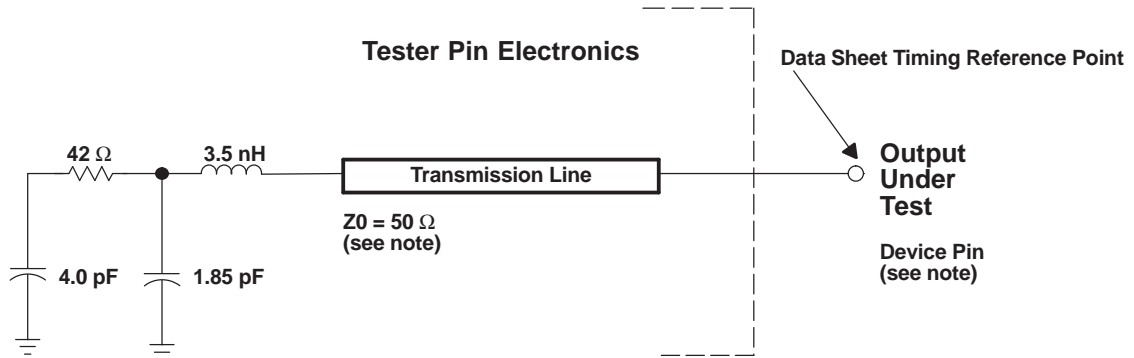 Tester Pin Electronics
Data Sheet Timing Reference Point
42 Ω
3.5 nH
Transmission Line
Output
Under
Test
Z0 = 50 Ω
(see note)
Device Pin
(see note)
4.0 pF
1.85 pF